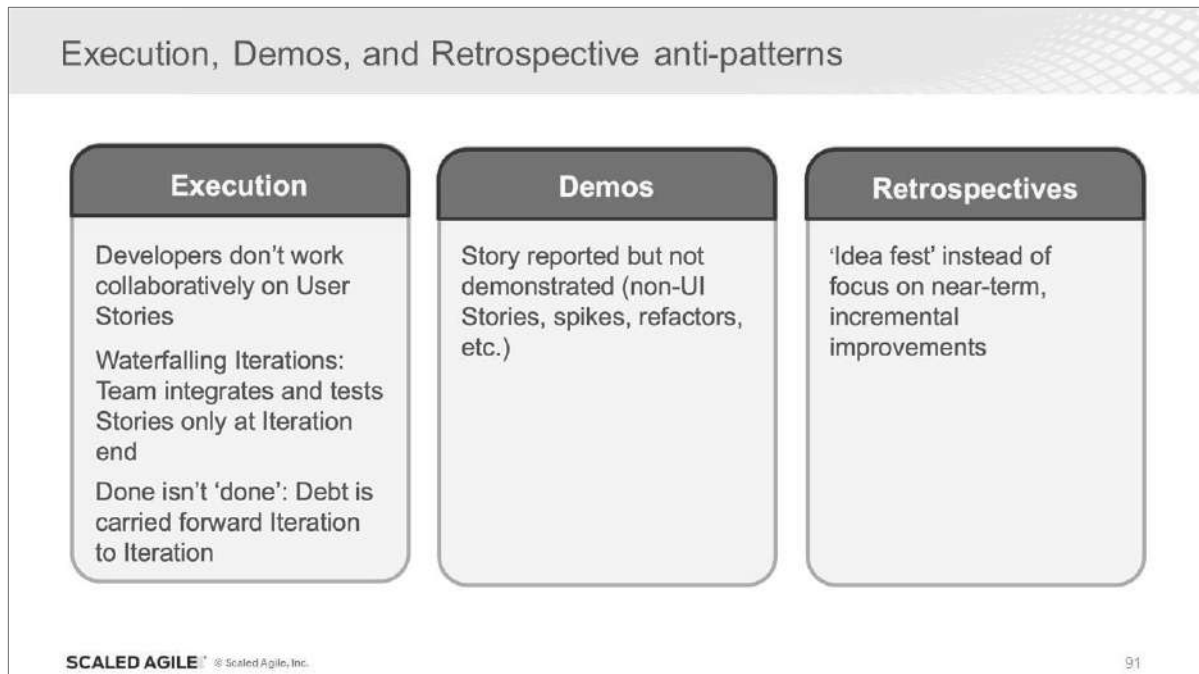 Execution, Demos, and Retrospective anti-patterns
Execution
Developers don’t work
collaboratively on User
Stories
Waterfalling Iterations:
Team integrates and tests
Stories only at Iteration
end
Done isn’t ‘done’: Debt is
carried forward Iteration
to Iteration
Demos
Story reported but not
demonstrated (non-UI
Stories, spikes, refactors,
etc.)
Retrospectives
‘Idea fest’ instead of
focus on near-term,
incremental
improvements
SCALED AGILE © Scaled Agile, Inc.
91